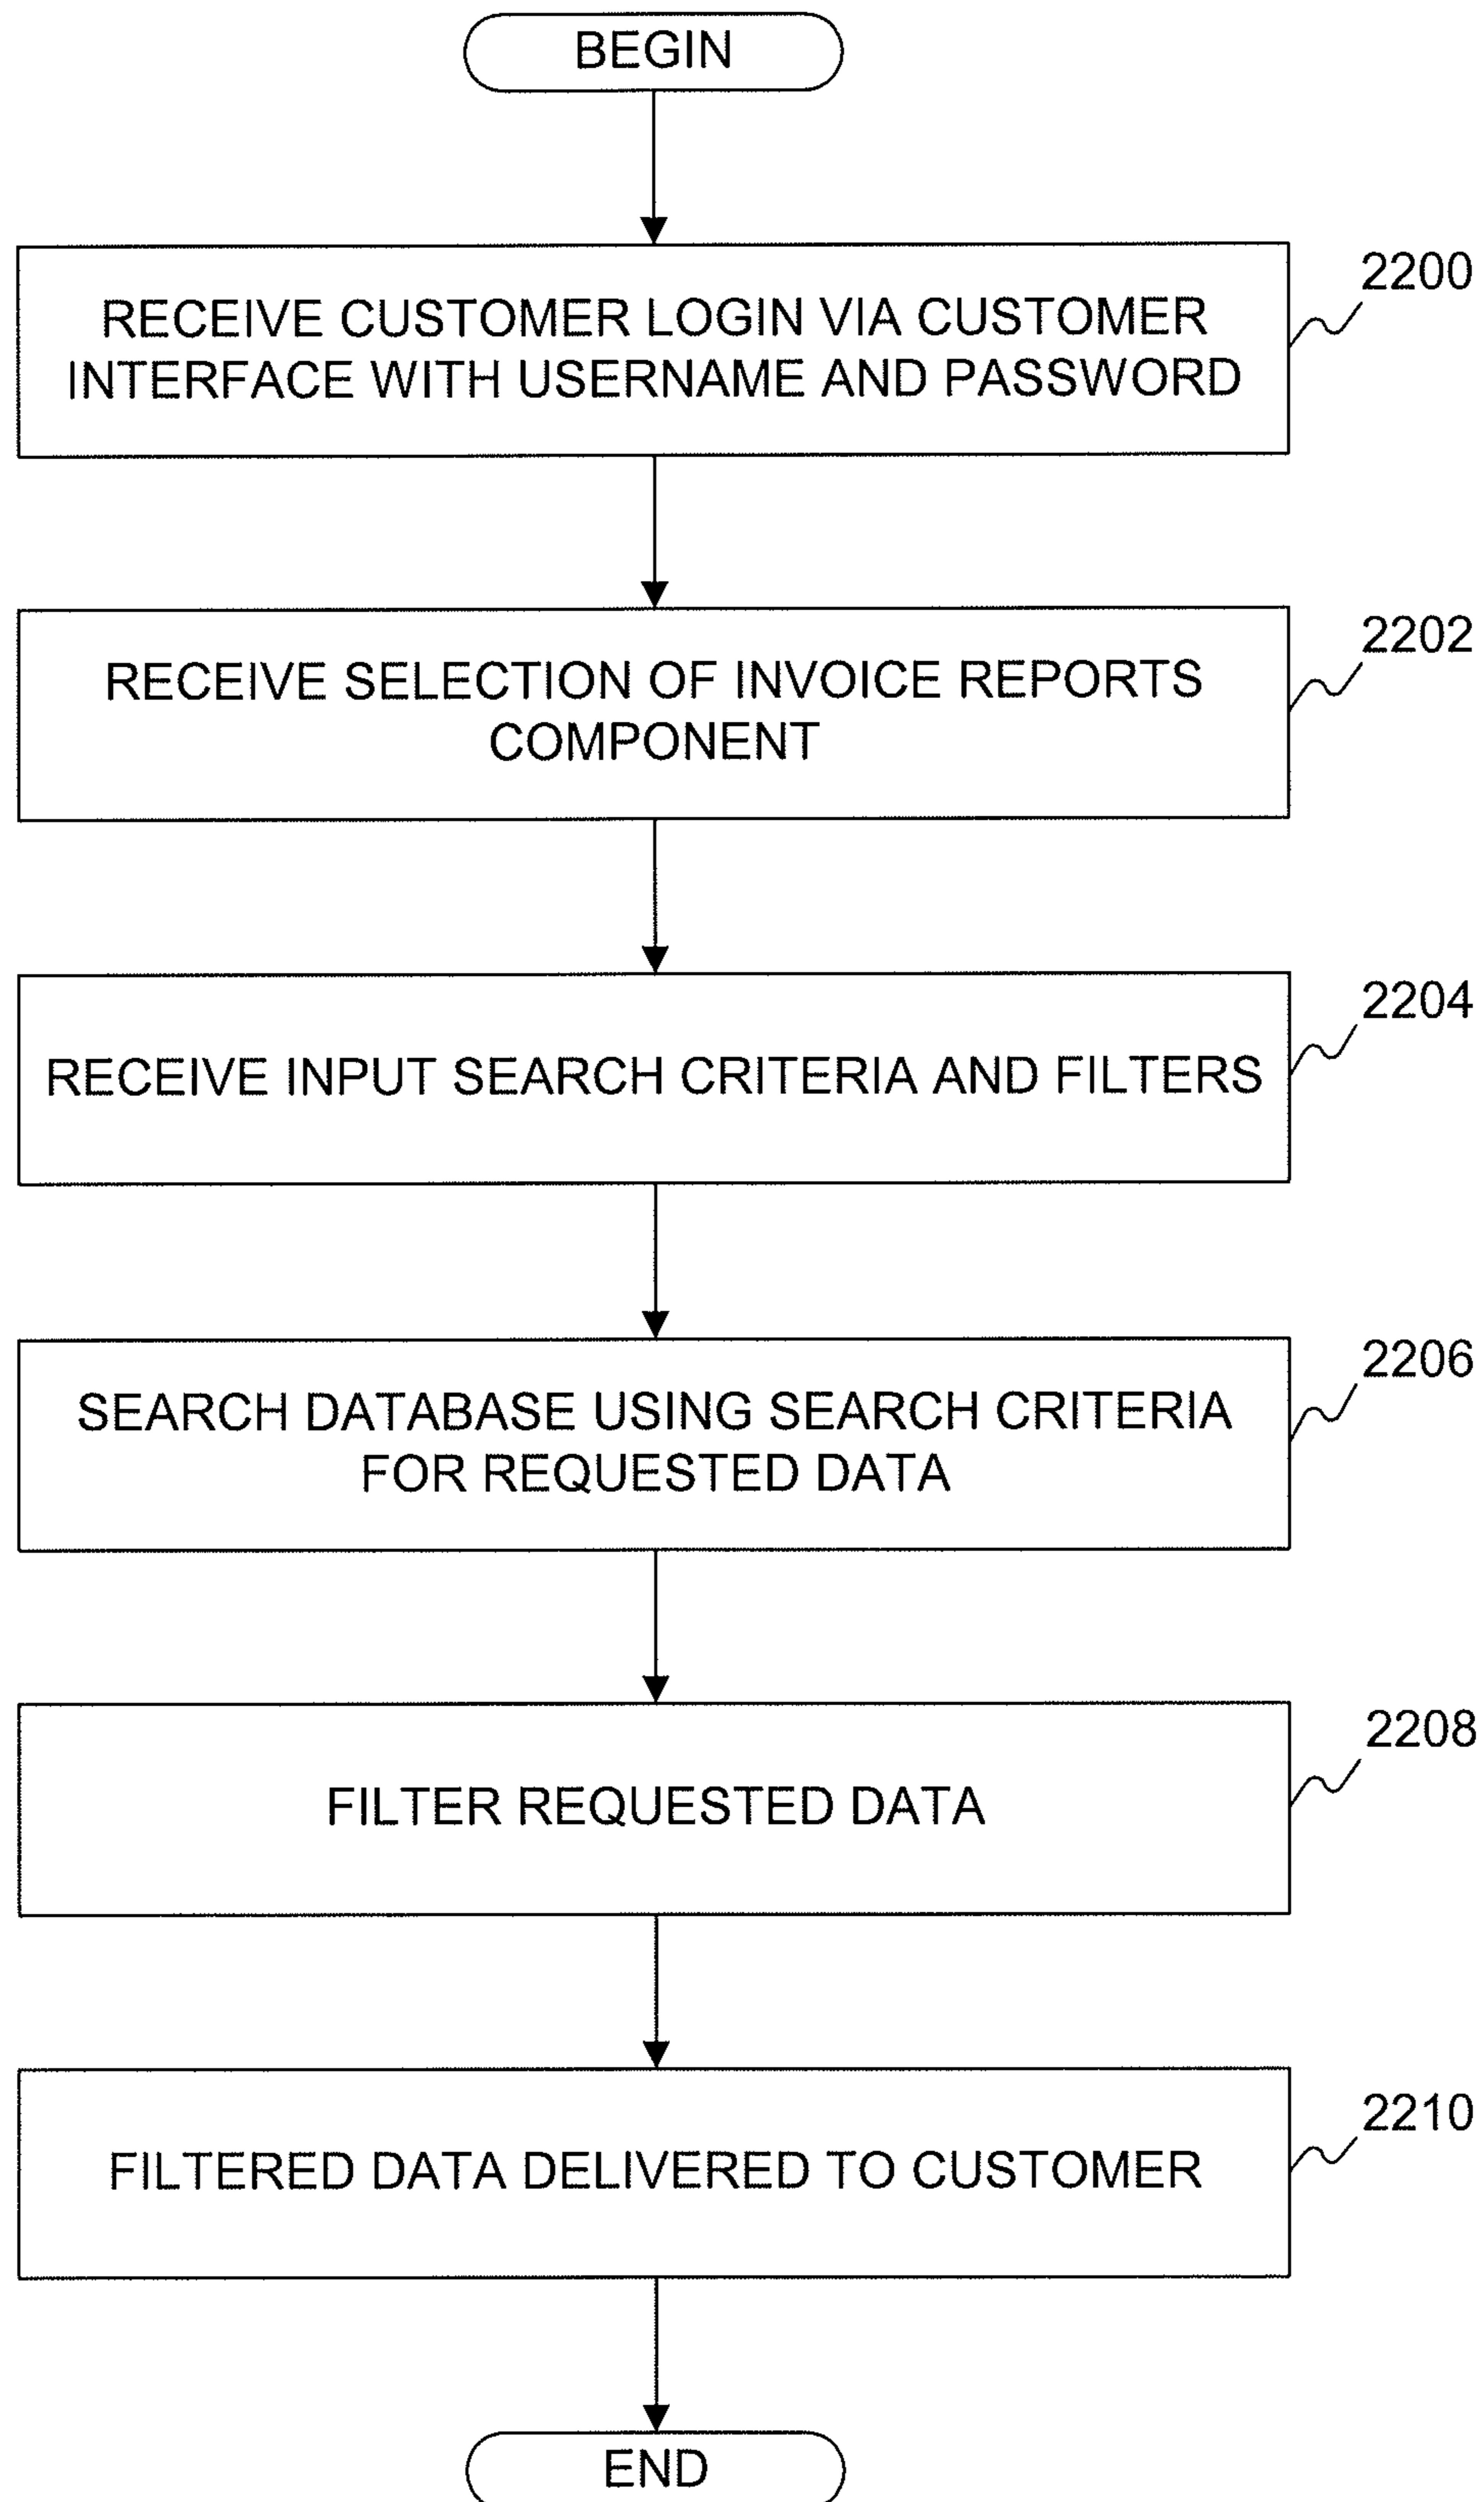 BEGIN
2200
RECEIVE CUSTOMER LOGIN VIA CUSTOMER
INTERFACE WITH USERNAME AND PASSWORD
2202
RECEIVE SELECTION OF INVOICE REPORTS
COMPONENT
2204
RECEIVE INPUT SEARCH CRITERIA AND FILTERS
2206
SEARCH DATABASE USING SEARCH CRITERIA
FOR REQUESTED DATA
2208
FILTER REQUESTED DATA
2210
FILTERED DATA DELIVERED TO CUSTOMER
END